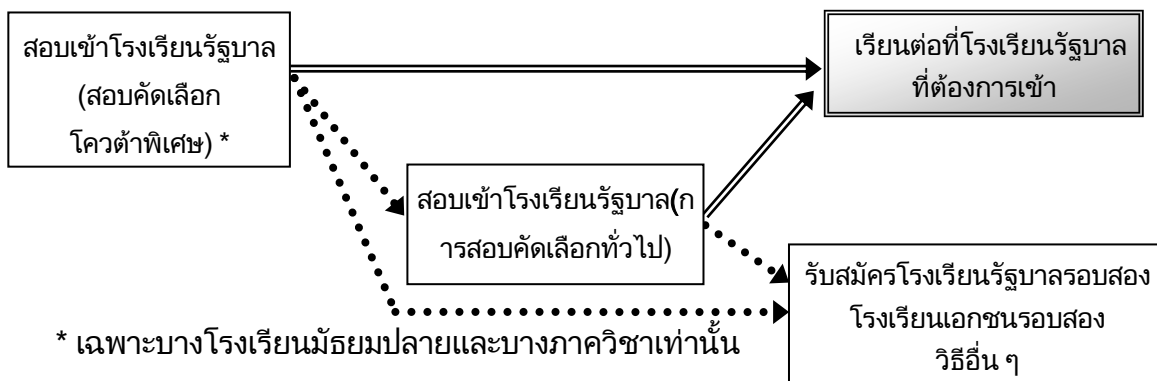 สอบเข้าโรงเรียนรัฐบาล
(สอบคัดเลือก
โควต้าพิเศษ) *
เรียนต่อที่โรงเรียนรัฐบาล
ที่ต้องการเข้า
สอบเข้าโรงเรียนรัฐบาล(ก
ารสอบคัดเลือกทั่วไป)
รับสมัครโรงเรียนรัฐบาลรอบสอง
โรงเรียนเอกชนรอบสอง
วิธีอื่น ๆ
* เฉพาะบางโรงเรียนมัธยมปลายและบางภาควิชาเท่านั้น